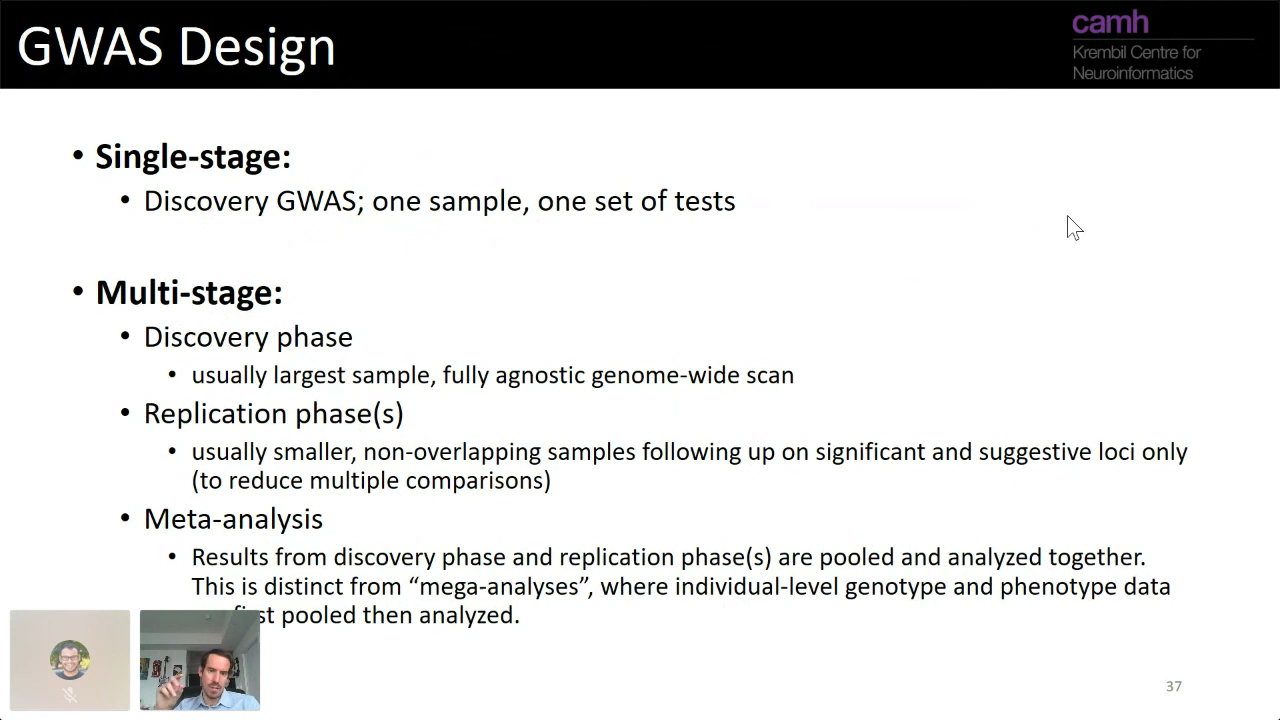 GWAS Design
camh
Krembil Centre for
Neuroinformatics
• Single-stage:
• Discovery GWAS; one sample, one set of tests
• Multi-stage:
• Discovery phase
• usually largest sample, fully agnostic genome-wide scan
• Replication phase(s)
• usually smaller, non-overlapping samples following up on significant and suggestive loci only
(to reduce multiple comparisons)
• Meta-analysis
• Results from discovery phase and replication phase(s) are pooled and analyzed together.
This is distinct from “mega-analyses”, where individual-level genotype and phenotype data
pooled then analyzed.
37